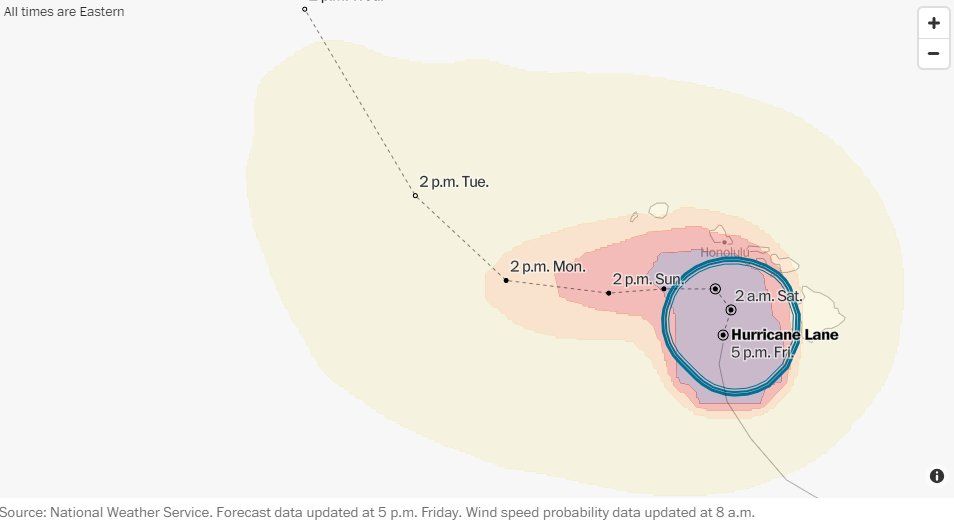 All times are Eastern
2 p.m. Tue.
Honolulu
2 p.m. Mon.
2 p.m. Sun.
2 a.m. Sat.
Hurricane Lane
5 p.m. Fri.
Source: National Weather Service. Forecast data updated at 5 p.m. Friday. Wind speed probability data updated at 8 a.m.